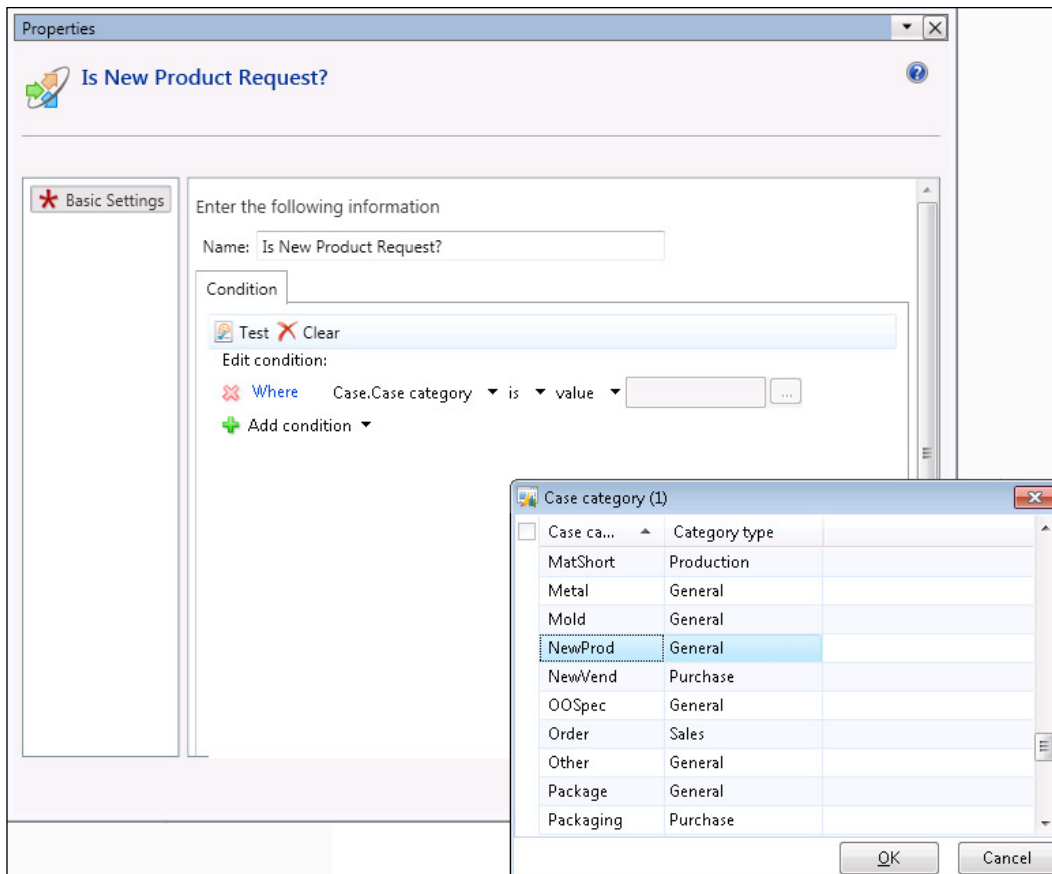 Properties
Is New Product Request?
Basic Settings
Enter the following information
Name: Is New Product Request?
Condition
Test Clear
Edit condition:
Where Case.Case category is value ...
Add condition
Case category (1)
Case ca... Category type
MatShort Production
Metal General
Mold General
NewProd General
NewVend Purchase
OOSpec General
Order Sales
Other General
Package General
Packaging Purchase
OK Cancel